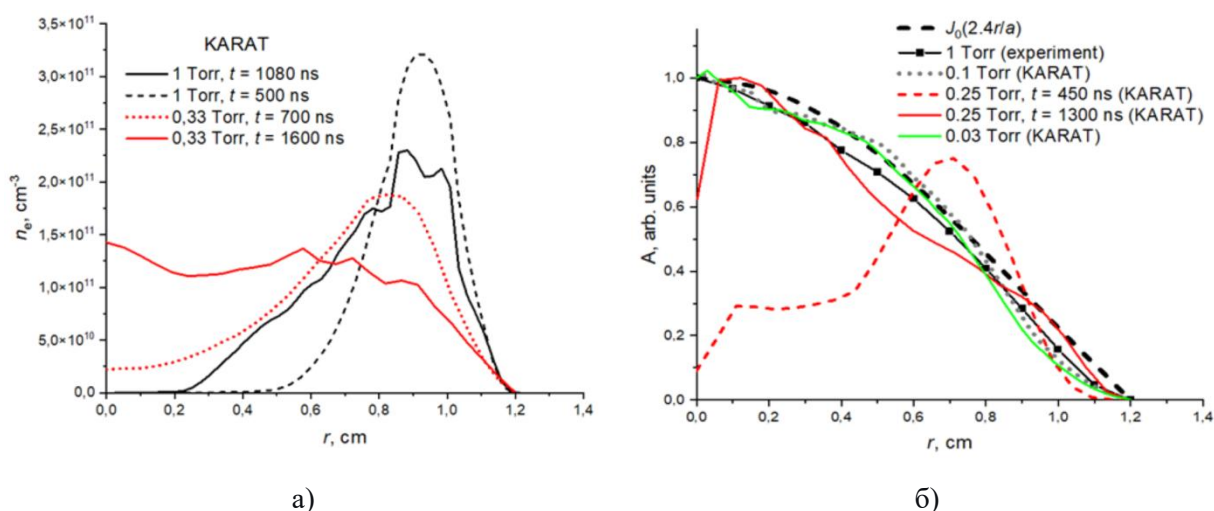 3,5×10¹¹
3,0×10¹¹
2,5×10¹¹
2,0×10¹¹
1,5×10¹¹
1,0×10¹¹
5,0×10¹⁰
0,0
nₑ, cm⁻³
KARAT
1 Torr, t = 1080 ns
1 Torr, t = 500 ns
0,33 Torr, t = 700 ns
0,33 Torr, t = 1600 ns
0,0 0,2 0,4 0,6 0,8 1,0 1,2 1,4
r, cm
а)
1.0
0.8
0.6
0.4
0.2
0.0
A, arb. units
J₀(2.4r/a)
1 Torr (experiment)
0.1 Torr (KARAT)
0.25 Torr, t = 450 ns (KARAT)
0.25 Torr, t = 1300 ns (KARAT)
0.03 Torr (KARAT)
0,0 0,2 0,4 0,6 0,8 1,0 1,2 1,4
r, cm
б)